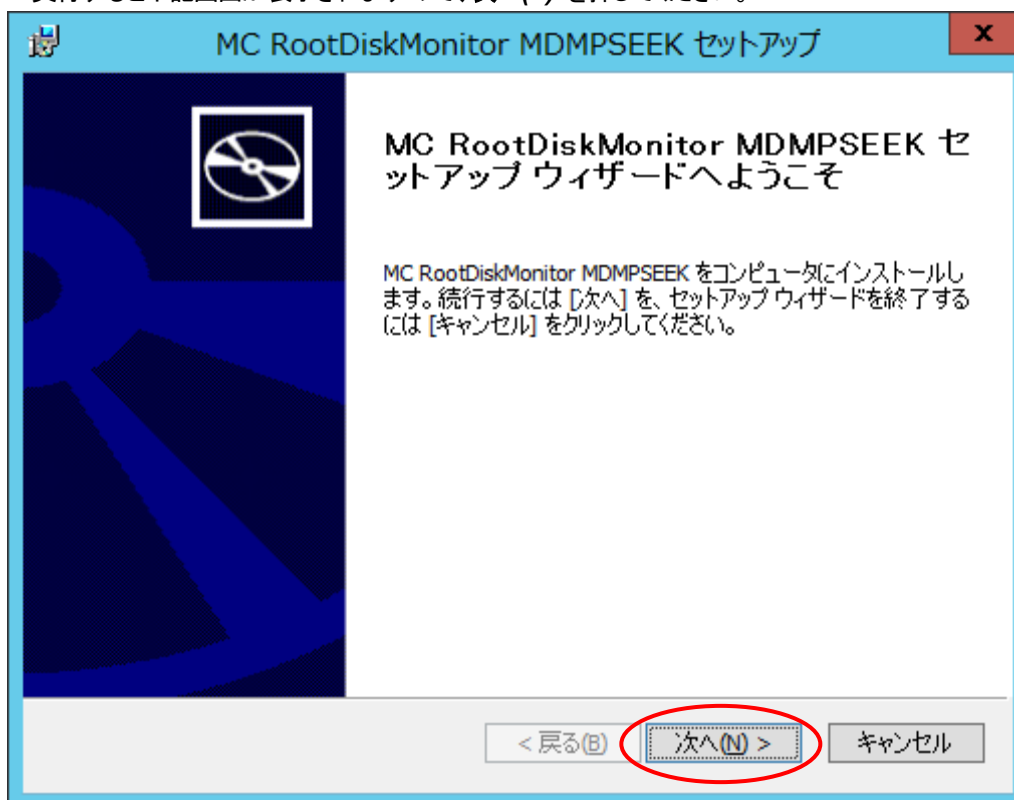 MC RootDiskMonitor MDMPSEEK セットアップ
x
MC RootDiskMonitor MDMPSEEK セ
ットアップ ウィザードへようこそ
MC RootDiskMonitor MDMPSEEK をコンピュータにインストールし
ます。続行するには [次へ] を、セットアップ ウィザードを終了する
には [キャンセル] をクリックしてください。
< 戻る(B)
次へ(N) >
キャンセル